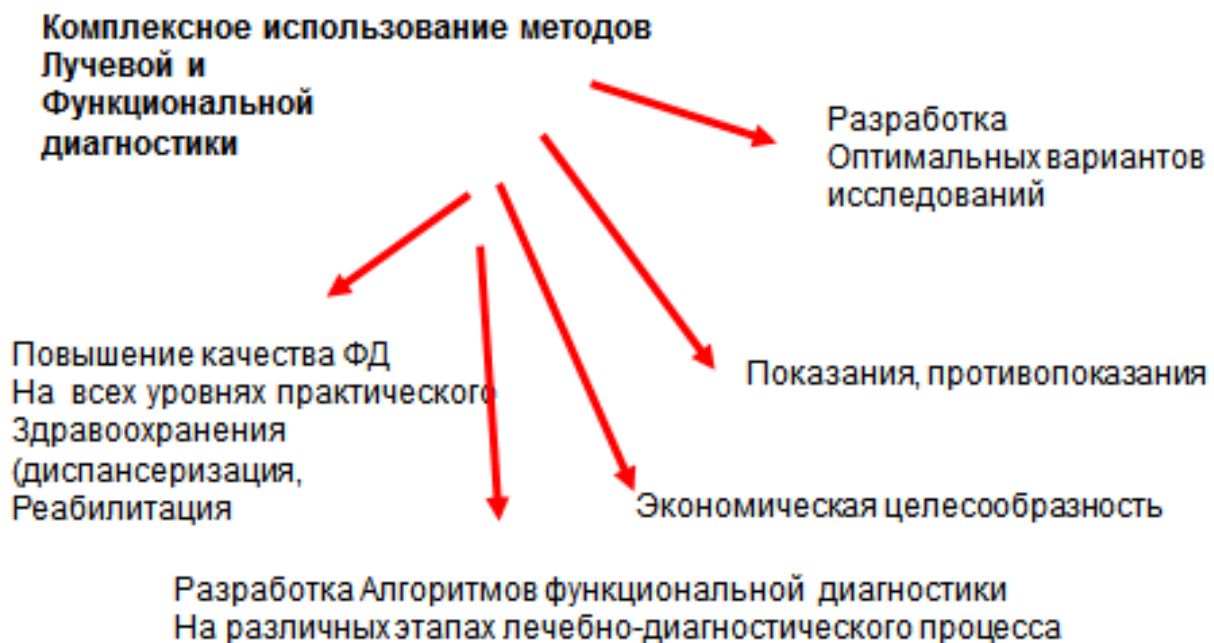 Комплексное использование методов
Лучевой и
Функциональной
диагностики
Разработка
Оптимальных вариантов
исследований
Повышение качества ФД
На всех уровнях практического
Здравоохранения
(диспансеризация,
Реабилитация
Показания, противопоказания
Экономическая целесообразность
Разработка Алгоритмов функциональной диагностики
На различных этапах лечебно-диагностического процесса